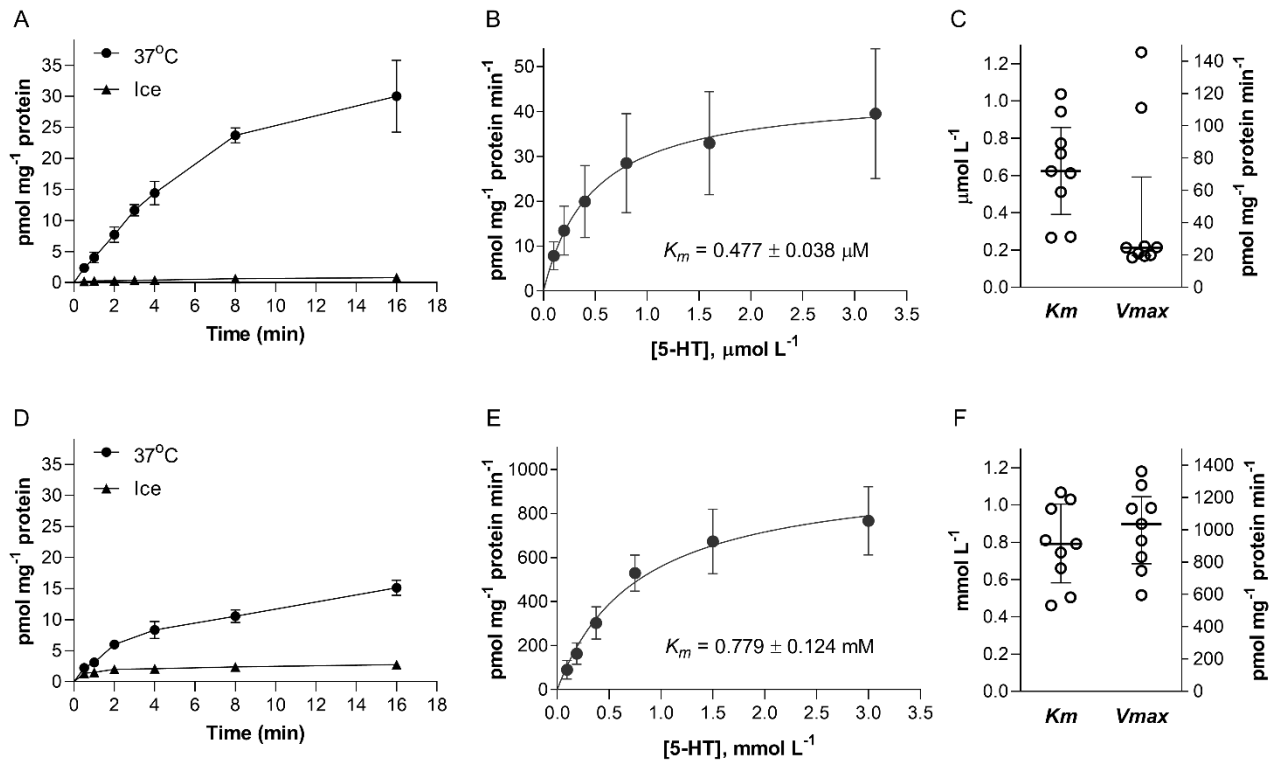 A
37°C
Ice
pmol mg⁻¹ protein
35
30
25
20
15
10
5
0
0 2 4 6 8 10 12 14 16 18
Time (min)
B
pmol mg⁻¹ protein min⁻¹
50
40
30
20
10
0
Km = 0.477 ± 0.038 μM
0.0 0.5 1.0 1.5 2.0 2.5 3.0 3.5
[5-HT], μmol L⁻¹
C
μmol L⁻¹
1.2
1.0
0.8
0.6
0.4
0.2
0.0
140
120
100
80
60
40
20
0
pmol mg⁻¹ protein min⁻¹
Km Vmax
D
37°C
Ice
pmol mg⁻¹ protein
35
30
25
20
15
10
5
0
0 2 4 6 8 10 12 14 16 18
Time (min)
E
pmol mg⁻¹ protein min⁻¹
1000
800
600
400
200
0
Km = 0.779 ± 0.124 mM
0.0 0.5 1.0 1.5 2.0 2.5 3.0 3.5
[5-HT], mmol L⁻¹
F
mmol L⁻¹
1.2
1.0
0.8
0.6
0.4
0.2
0.0
1400
1200
1000
800
600
400
200
0
pmol mg⁻¹ protein min⁻¹
Km Vmax